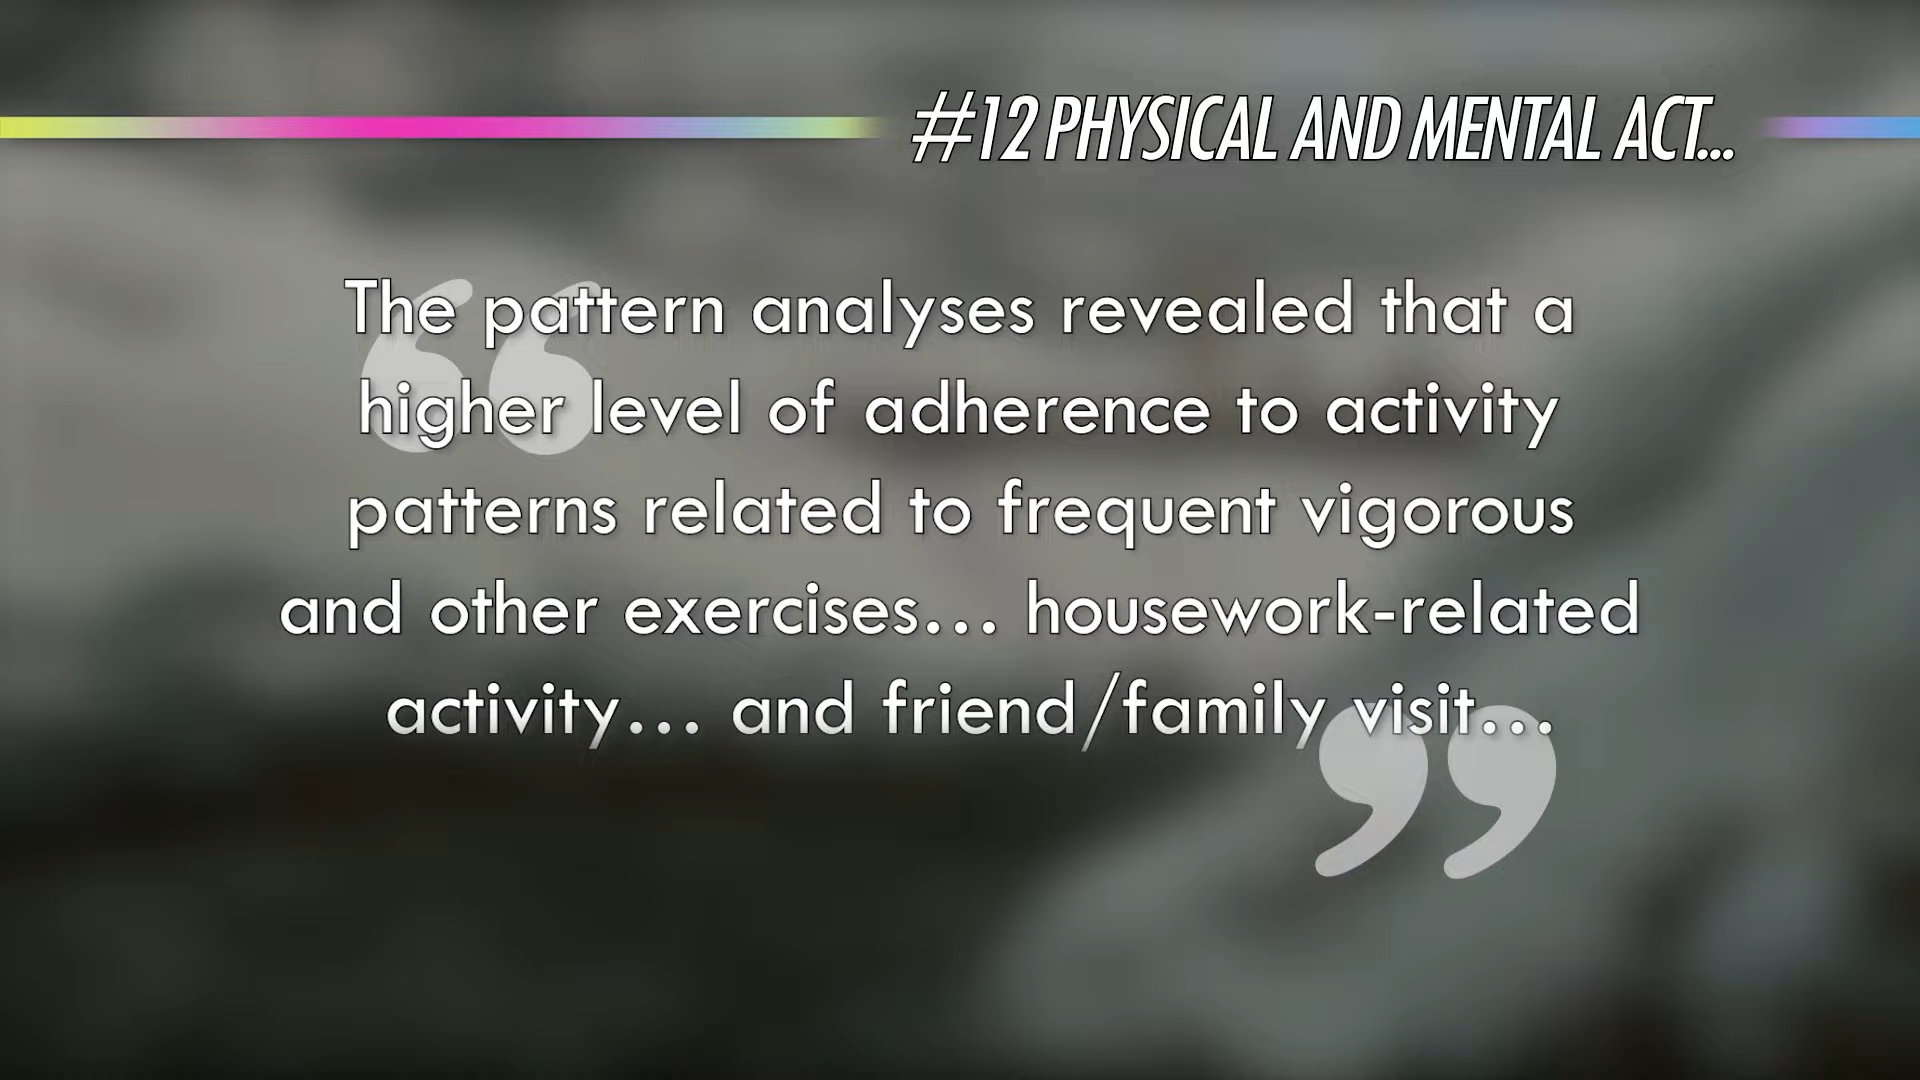 #12 PHYSICAL AND MENTAL ACT...
“The pattern analyses revealed that a
higher level of adherence to activity
patterns related to frequent vigorous
and other exercises… housework-related
activity… and friend/family visit…”